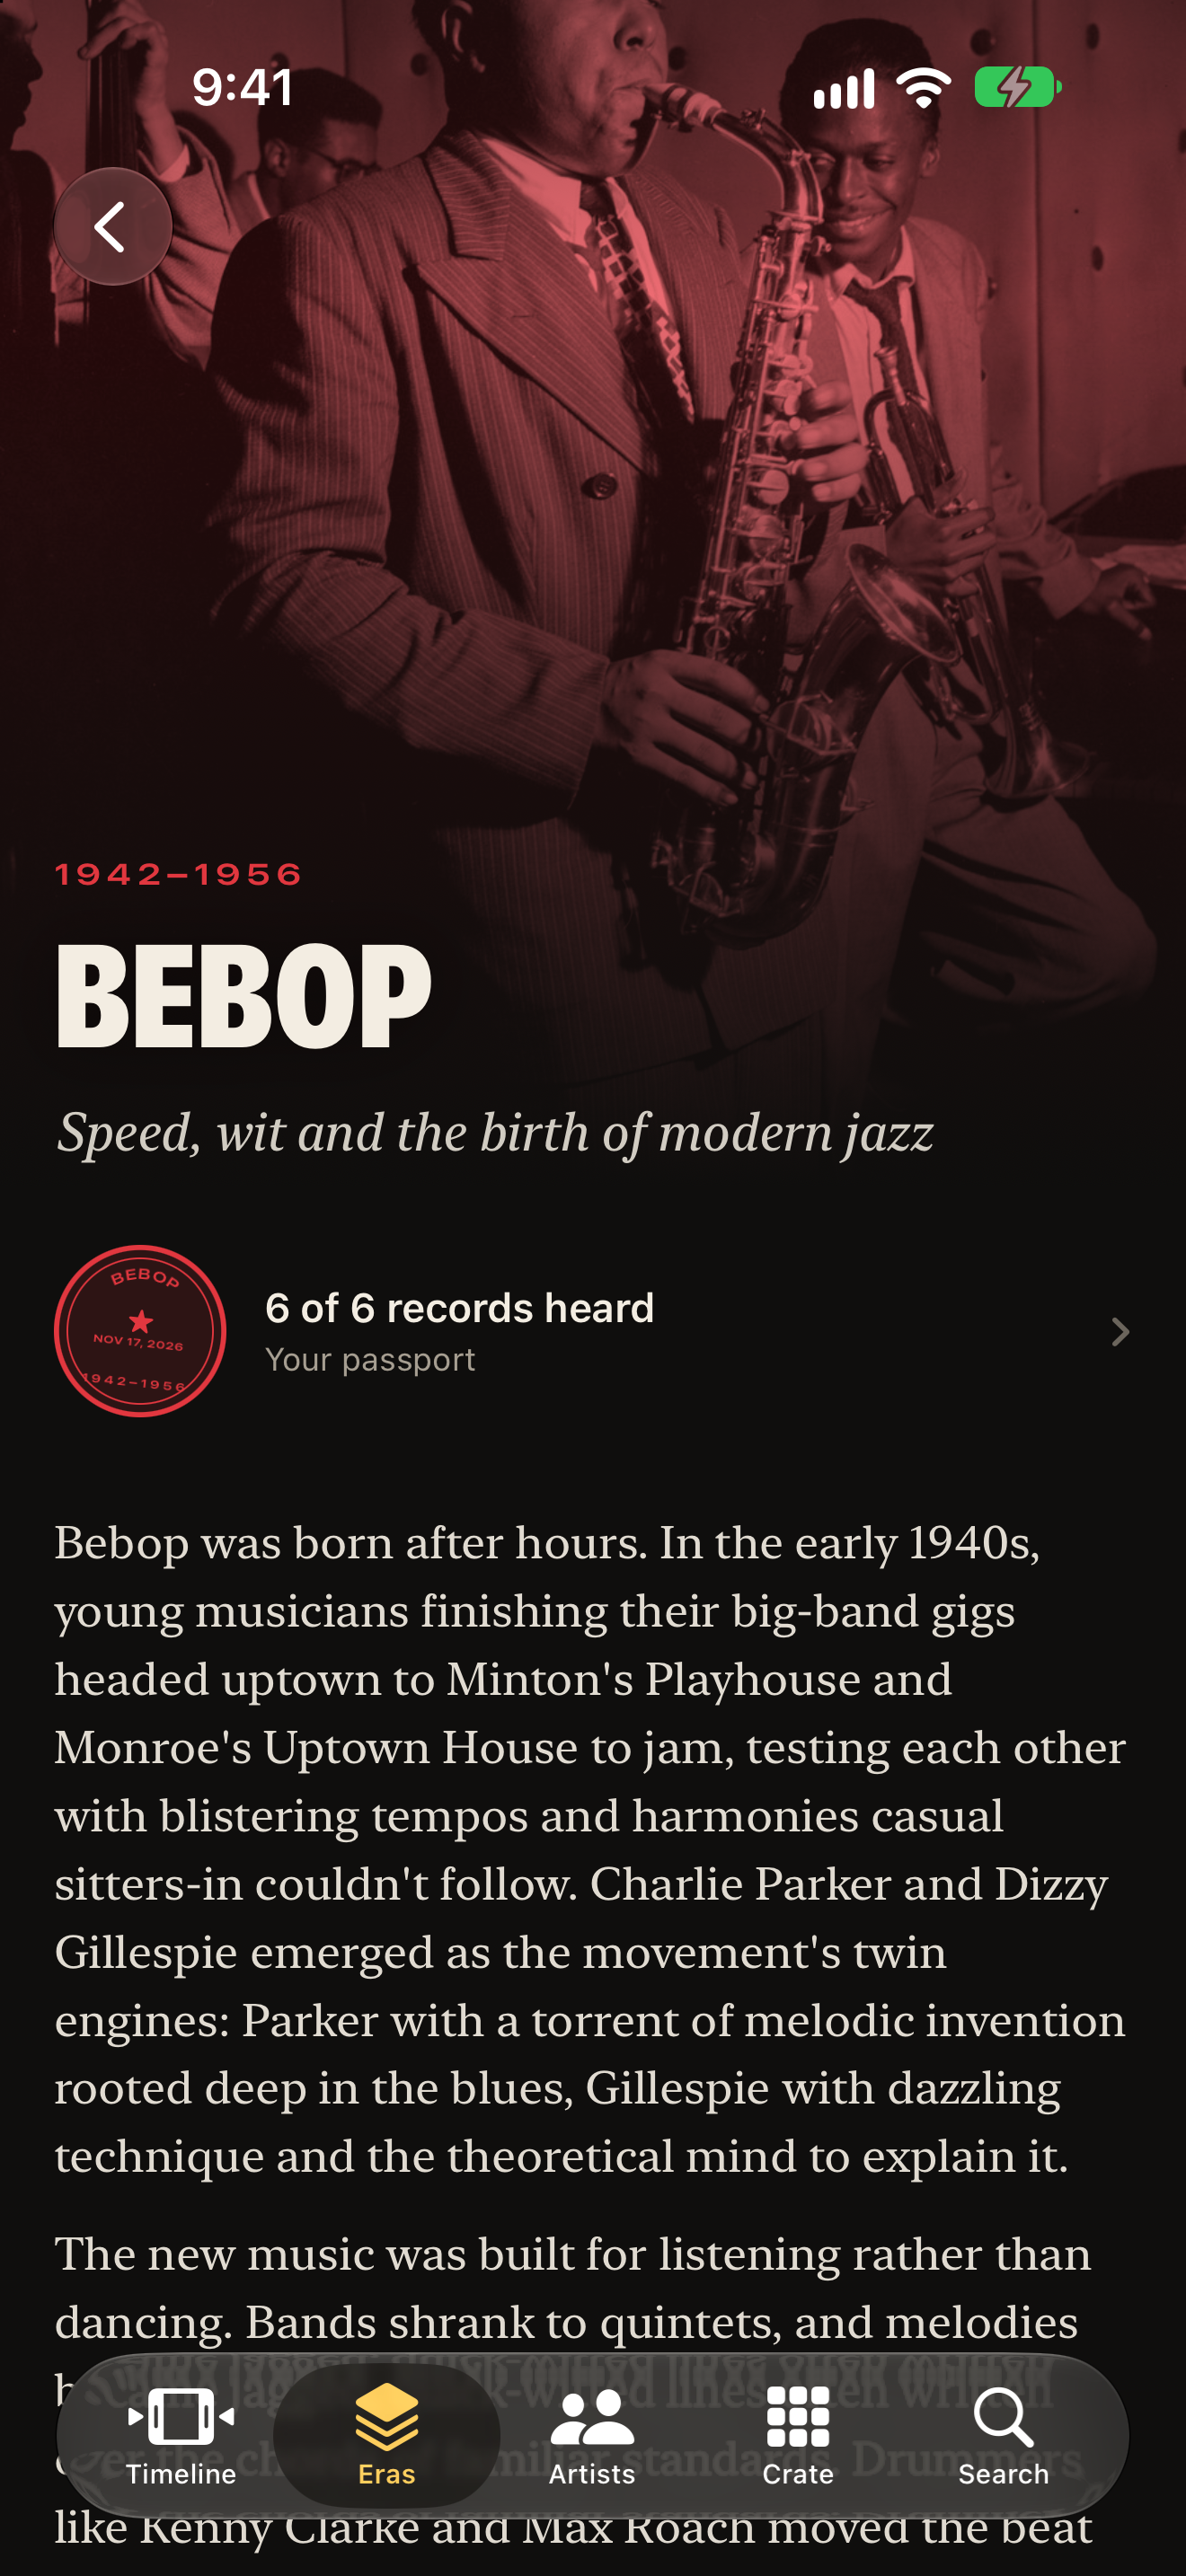 9:41
1942–1956
BEBOP
Speed, wit and the birth of modern jazz
BEBOP
NOV 17, 2026
1942–1956
6 of 6 records heard
Your passport
Bebop was born after hours. In the early 1940s,
young musicians finishing their big-band gigs
headed uptown to Minton's Playhouse and
Monroe's Uptown House to jam, testing each other
with blistering tempos and harmonies casual
sitters-in couldn't follow. Charlie Parker and Dizzy
Gillespie emerged as the movement's twin
engines: Parker with a torrent of melodic invention
rooted deep in the blues, Gillespie with dazzling
technique and the theoretical mind to explain it.
The new music was built for listening rather than
dancing. Bands shrank to quintets, and melodies
lines
the familiar standards. Drummers
like Kenny Clarke and Max Roach moved the beat
Timeline
Eras
Artists
Crate
Search